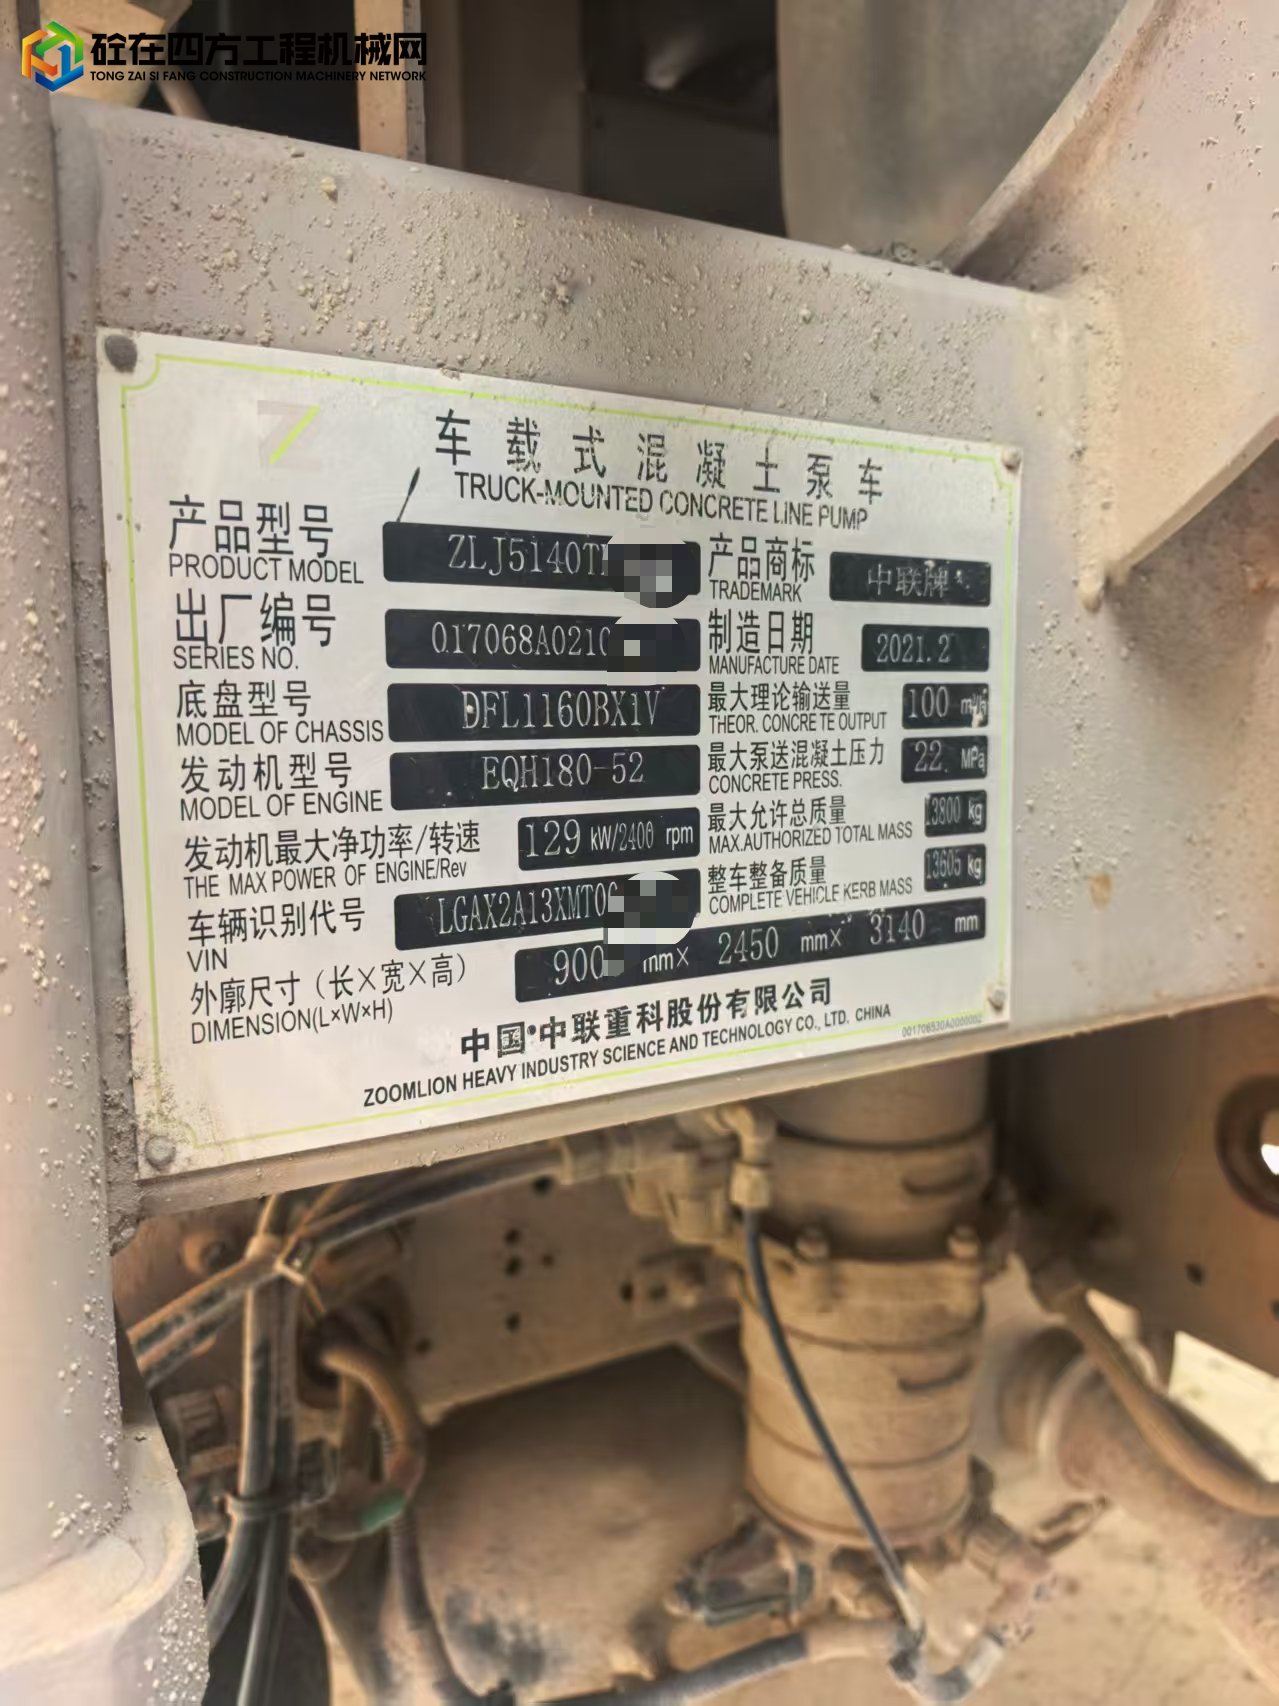 砼在四方工程机械网
TONG ZAI SI FANG CONSTRUCTION MACHINERY NETWORK
车载式混凝土泵车
TRUCK-MOUNTED CONCRETE LINE PUMP
产品型号 ZLJ5140T 产品商标 中联牌
PRODUCT MODEL TRADEMARK
出厂编号 017068A0210 制造日期 2021.2
SERIES NO. MANUFACTURE DATE
底盘型号 DFL1160BX1V 最大理论输送量 100 m³/h
MODEL OF CHASSIS THEOR. CONCRETE OUTPUT
发动机型号 EQH180-52 最大泵送混凝土压力 22 MPa
MODEL OF ENGINE CONCRETE PRESS.
发动机最大净功率/转速 129 kW/2400 rpm 最大允许总质量 13800 kg
THE MAX POWER OF ENGINE/Rev MAX.AUTHORIZED TOTAL MASS
车辆识别代号 LGAX2A13XMT0 整车整备质量 13605 kg
VIN COMPLETE VEHICLE KERB MASS
外廓尺寸（长×宽×高） 900 mm× 2450 mm× 3140 mm
DIMENSION(L×W×H)
中国·中联重科股份有限公司
ZOOMLION HEAVY INDUSTRY SCIENCE AND TECHNOLOGY CO., LTD. CHINA
001706530A0000002